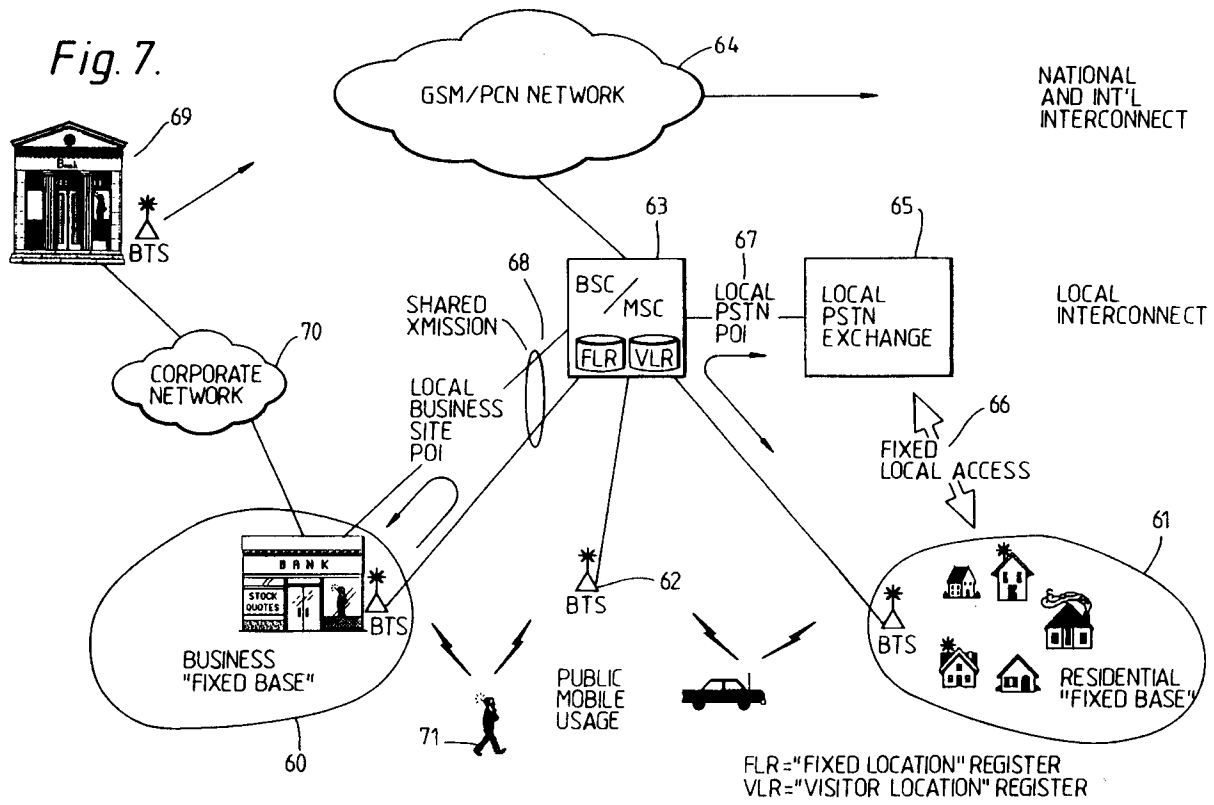 Fig. 7.
64
GSM/PCN NETWORK
NATIONAL
AND INT'L
INTERCONNECT
69
Bank
BTS
63
67
65
68
BSC/MSC
FLR
VLR
LOCAL
PSTN
POI
LOCAL
PSTN
EXCHANGE
LOCAL
INTERCONNECT
SHARED
XMISSION
70
CORPORATE
NETWORK
LOCAL
BUSINESS
SITE
POI
66
FIXED
LOCAL ACCESS
61
BANK
STOCK
QUOTES
BTS
BUSINESS
"FIXED BASE"
60
BTS
62
PUBLIC
MOBILE
USAGE
71
BTS
RESIDENTIAL
"FIXED BASE"
FLR="FIXED LOCATION" REGISTER
VLR="VISITOR LOCATION" REGISTER